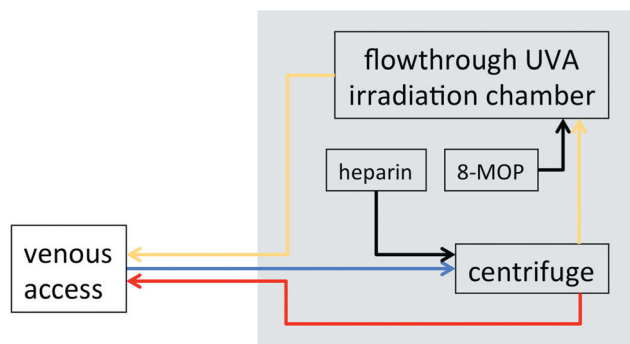 flowthrough UVA
irradiation chamber
heparin
8-MOP
venous
access
centrifuge